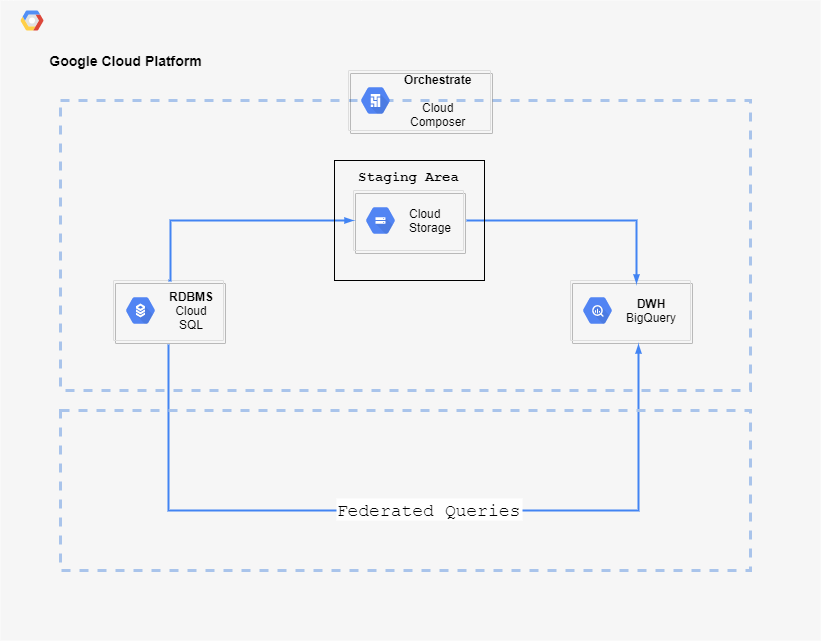 Google Cloud Platform
Orchestrate
Cloud
Composer
Staging Area
Cloud
Storage
RDBMS
Cloud
SQL
DWH
BigQuery
Federated Queries